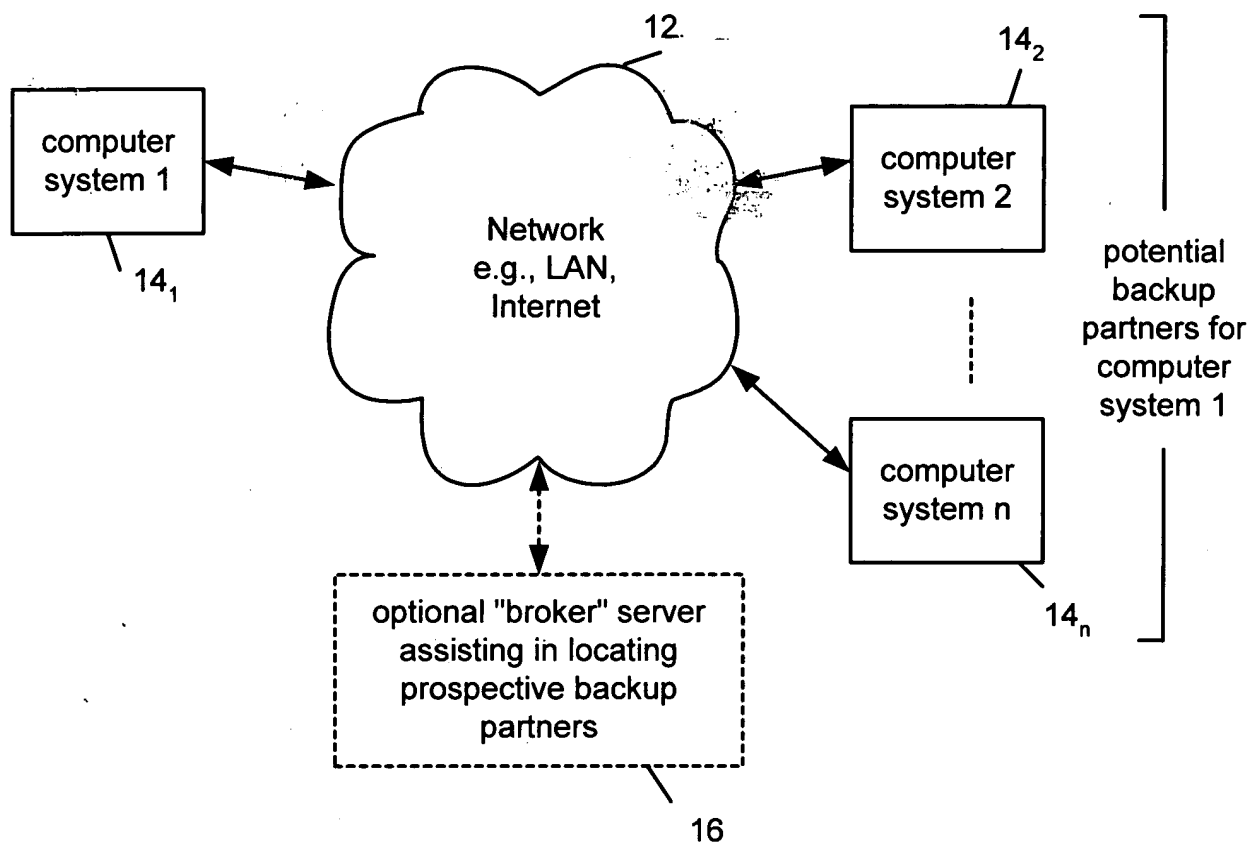 12
14₂
computer
system 1
14₁
Network
e.g., LAN,
Internet
computer
system 2
potential
backup
partners for
computer
system 1
computer
system n
14ₙ
optional "broker" server
assisting in locating
prospective backup
partners
16